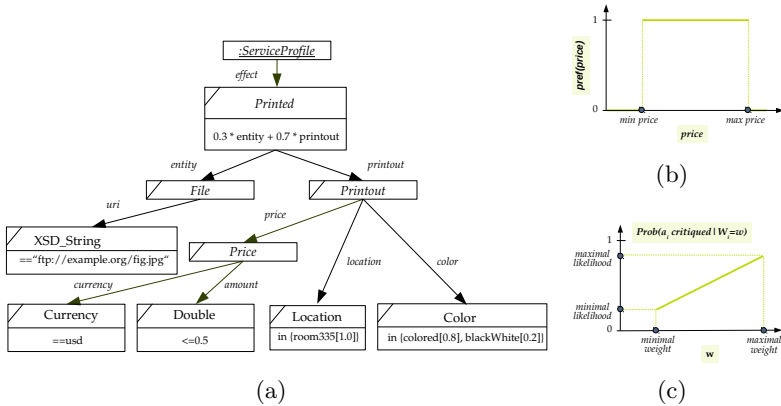 :ServiceProfile
effect
Printed
0.3 * entity + 0.7 * printout
entity
printout
File
Printout
uri
price
XSD_String
==“ftp://example.org/fig.jpg“
Price
location
color
currency
amount
Currency
==usd
Double
<=0.5
Location
in {room335[1.0]}
Color
in {colored[0.8], blackWhite[0.2]}
(a)
1
pref(price)
0
min price
max price
price
(b)
Prob(ai critiqued | Wi=w)
1
maximal
likelihood
minimal
likelihood
0
minimal
weight
w
maximal
weight
(c)